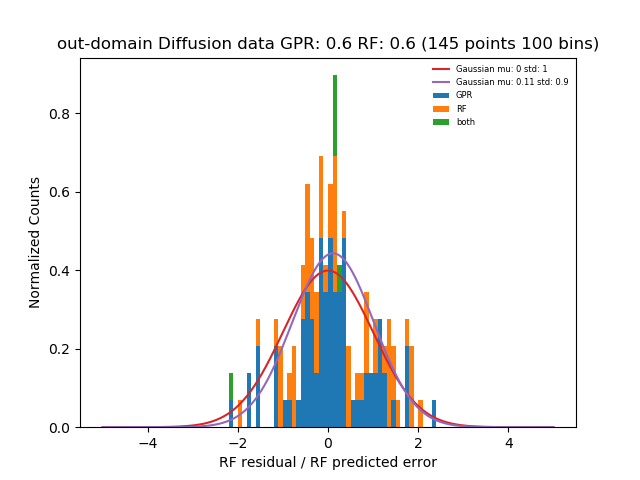 out-domain Diffusion data GPR: 0.6 RF: 0.6 (145 points 100 bins)
Gaussian mu: 0 std: 1
Gaussian mu: 0.11 std: 0.9
GPR
RF
both
Normalized Counts
0.8
0.6
0.4
0.2
0.0
−4
−2
0
2
4
RF residual / RF predicted error